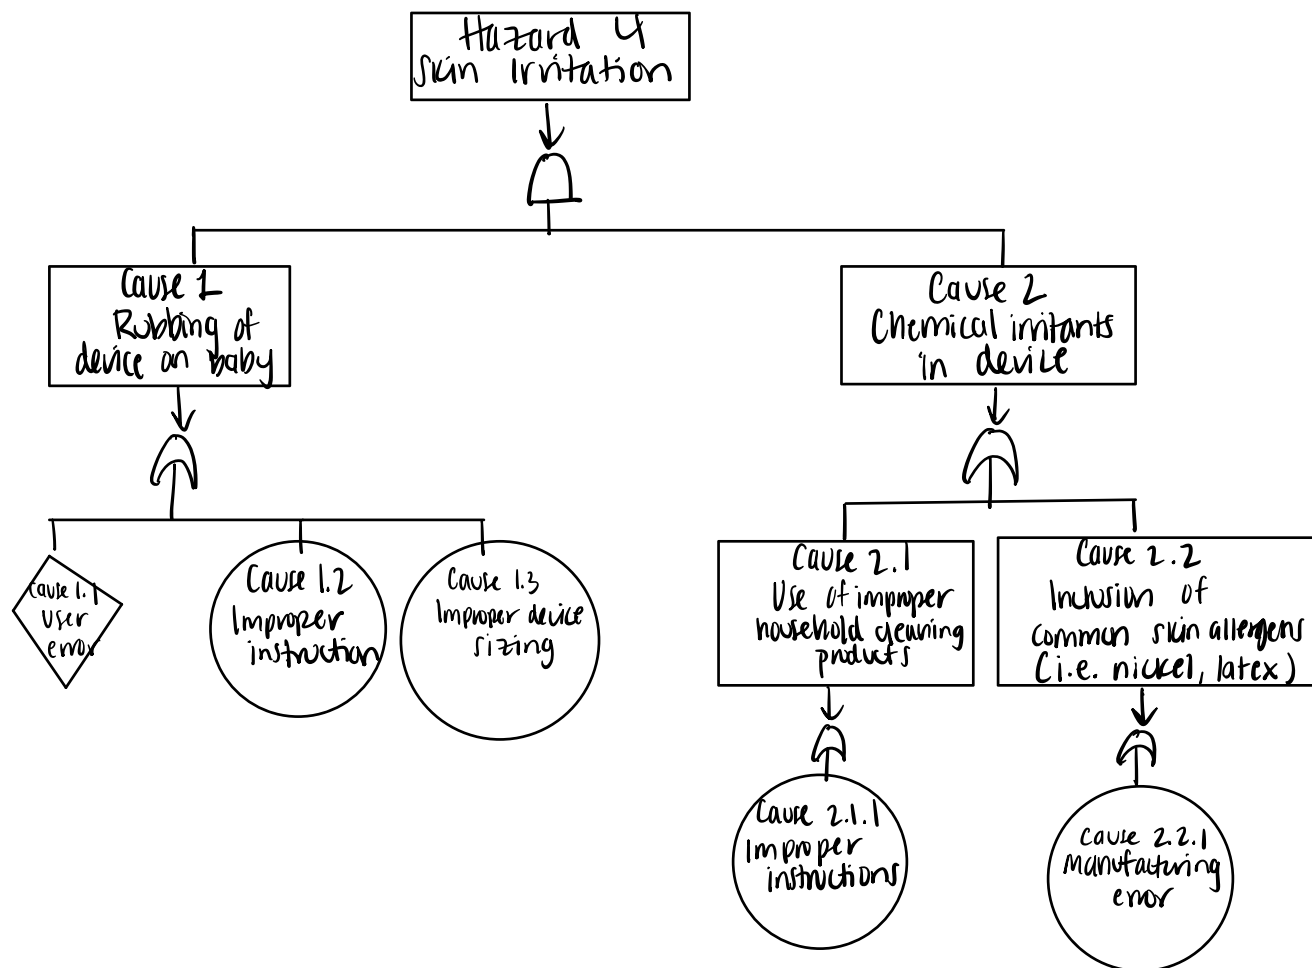 Hazard 4
Skin Irritation
Cause 1
Rubbing of
device on baby
Cause 2
Chemical irritants
in device
Cause 1.1
user
error
Cause 1.2
Improper
instruction
Cause 1.3
Improper device
sizing
Cause 2.1
Use of improper
household cleaning
products
Cause 2.2
Inclusion of
common skin allergens
(i.e. nickel, latex)
Cause 2.1.1
Improper
instructions
Cause 2.2.1
Manufacturing
error